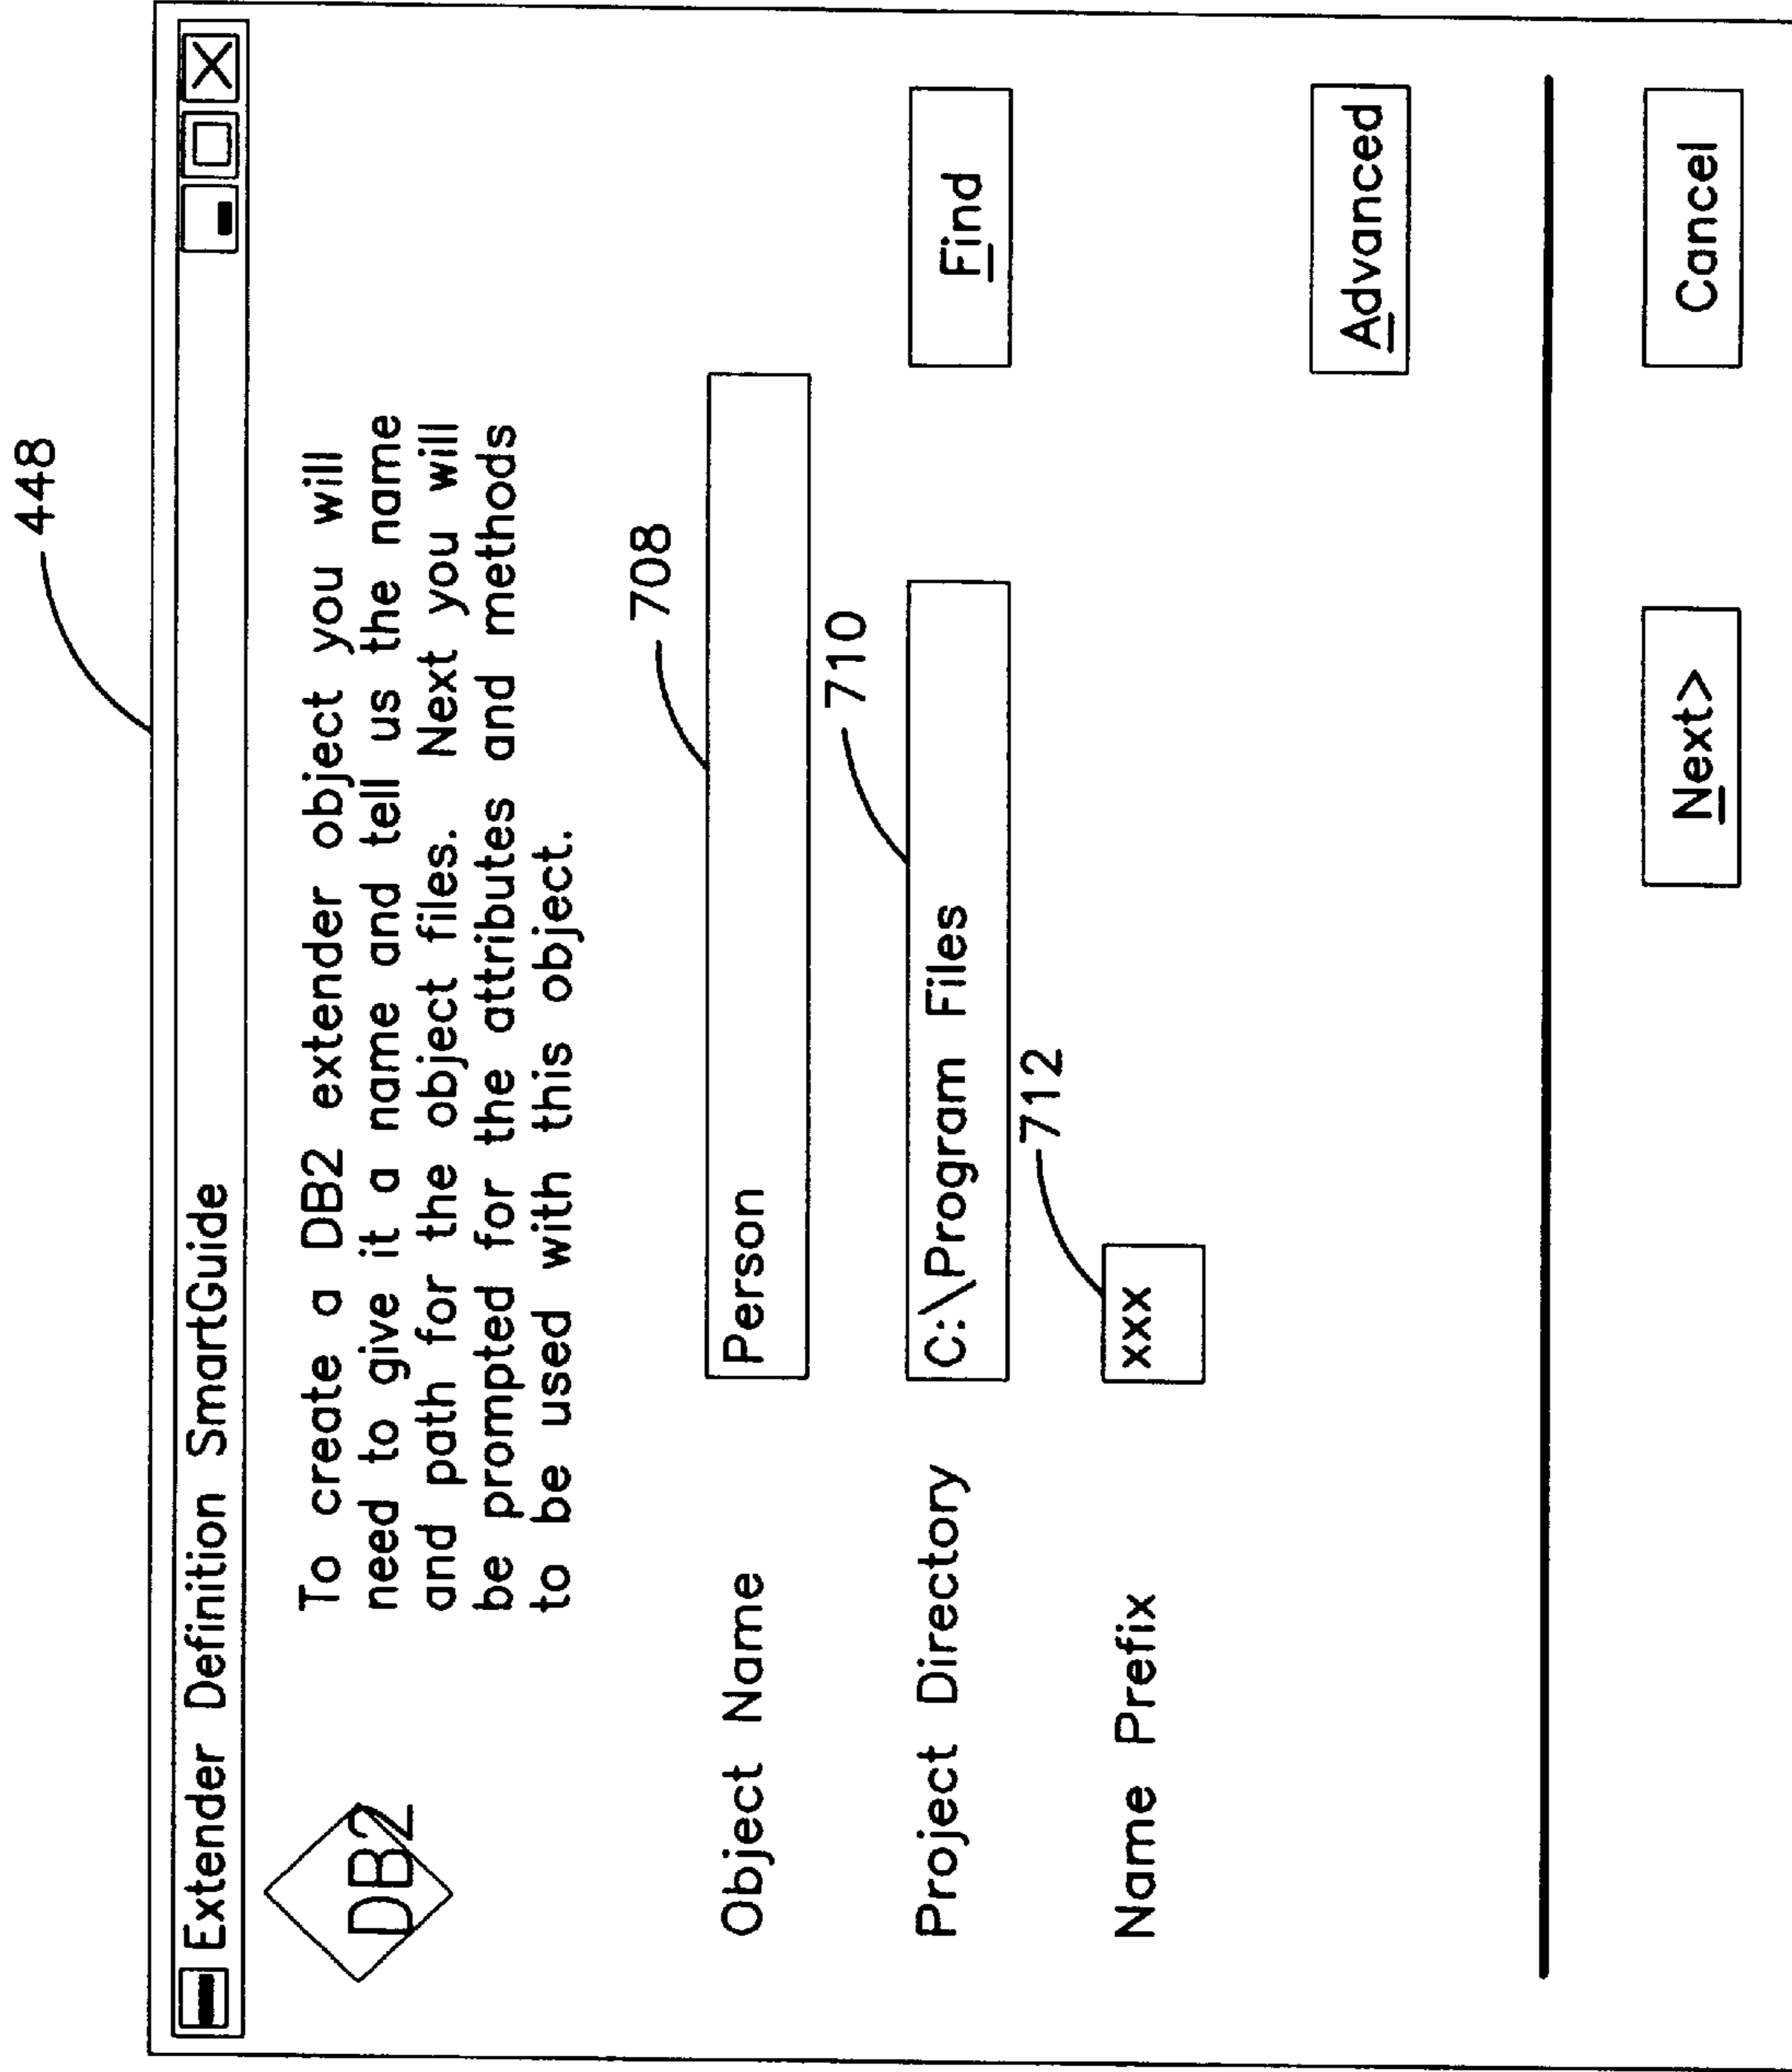 448
Extender Definition SmartGuide
DB2
To create a DB2 extender object you will
need to give it a name and tell us the name
and path for the object files. Next you will
be prompted for the attributes and methods
to be used with this object.
708
Object Name Person
710
Project Directory C:\Program Files Find
712
Name Prefix xxx
Advanced
Next> Cancel